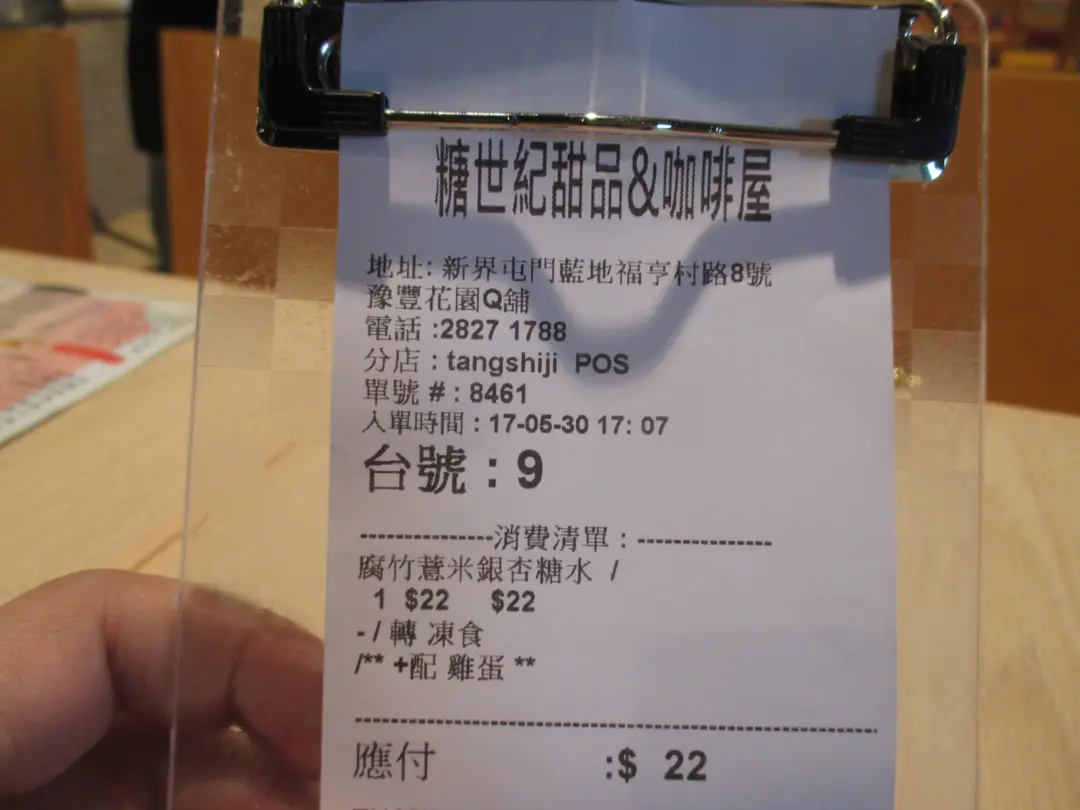 糖世紀甜品&咖啡屋
地址: 新界屯門藍地福亨村路8號
豫豐花園Q舖
電話 :2827 1788
分店 : tangshiji POS
單號 # : 8461
入單時間 : 17-05-30 17: 07
台號 : 9
---------------消費清單 : ---------------
腐竹薏米銀杏糖水 /
1 $22 $22
- / 轉 凍食
/** +配 雞蛋 **
應付 :$ 22